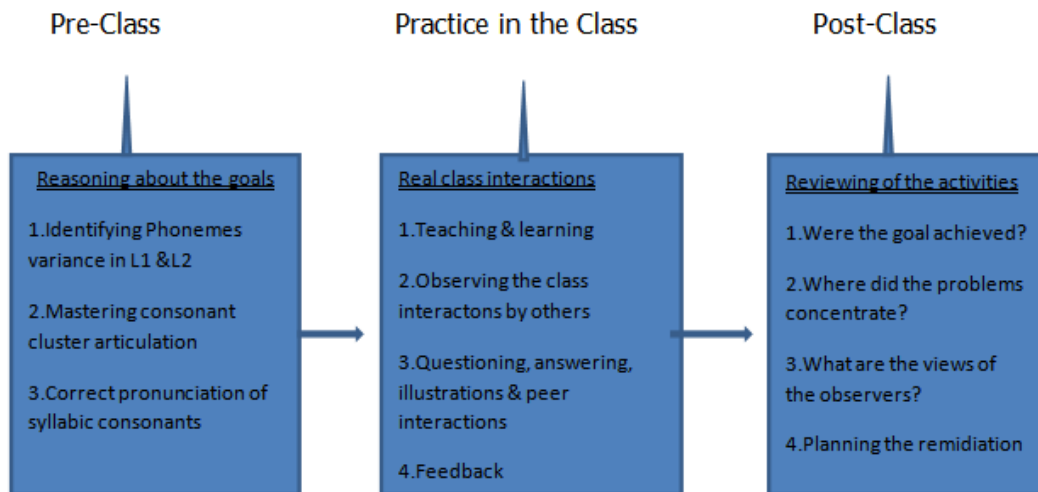 Pre-Class
Practice in the Class
Post-Class
Reasoning about the goals
1.Identifying Phonemes
variance in L1 &L2
2.Mastering consonant
cluster articulation
3.Correct pronunciation of
syllabic consonants
Real class interactions
1.Teaching & learning
2.Observing the class
interactons by others
3.Questioning, answering,
illustrations & peer
interactions
4.Feedback
Reviewing of the activities
1.Were the goal achieved?
2.Where did the problems
concentrate?
3.What are the views of
the observers?
4.Planning the remidiation